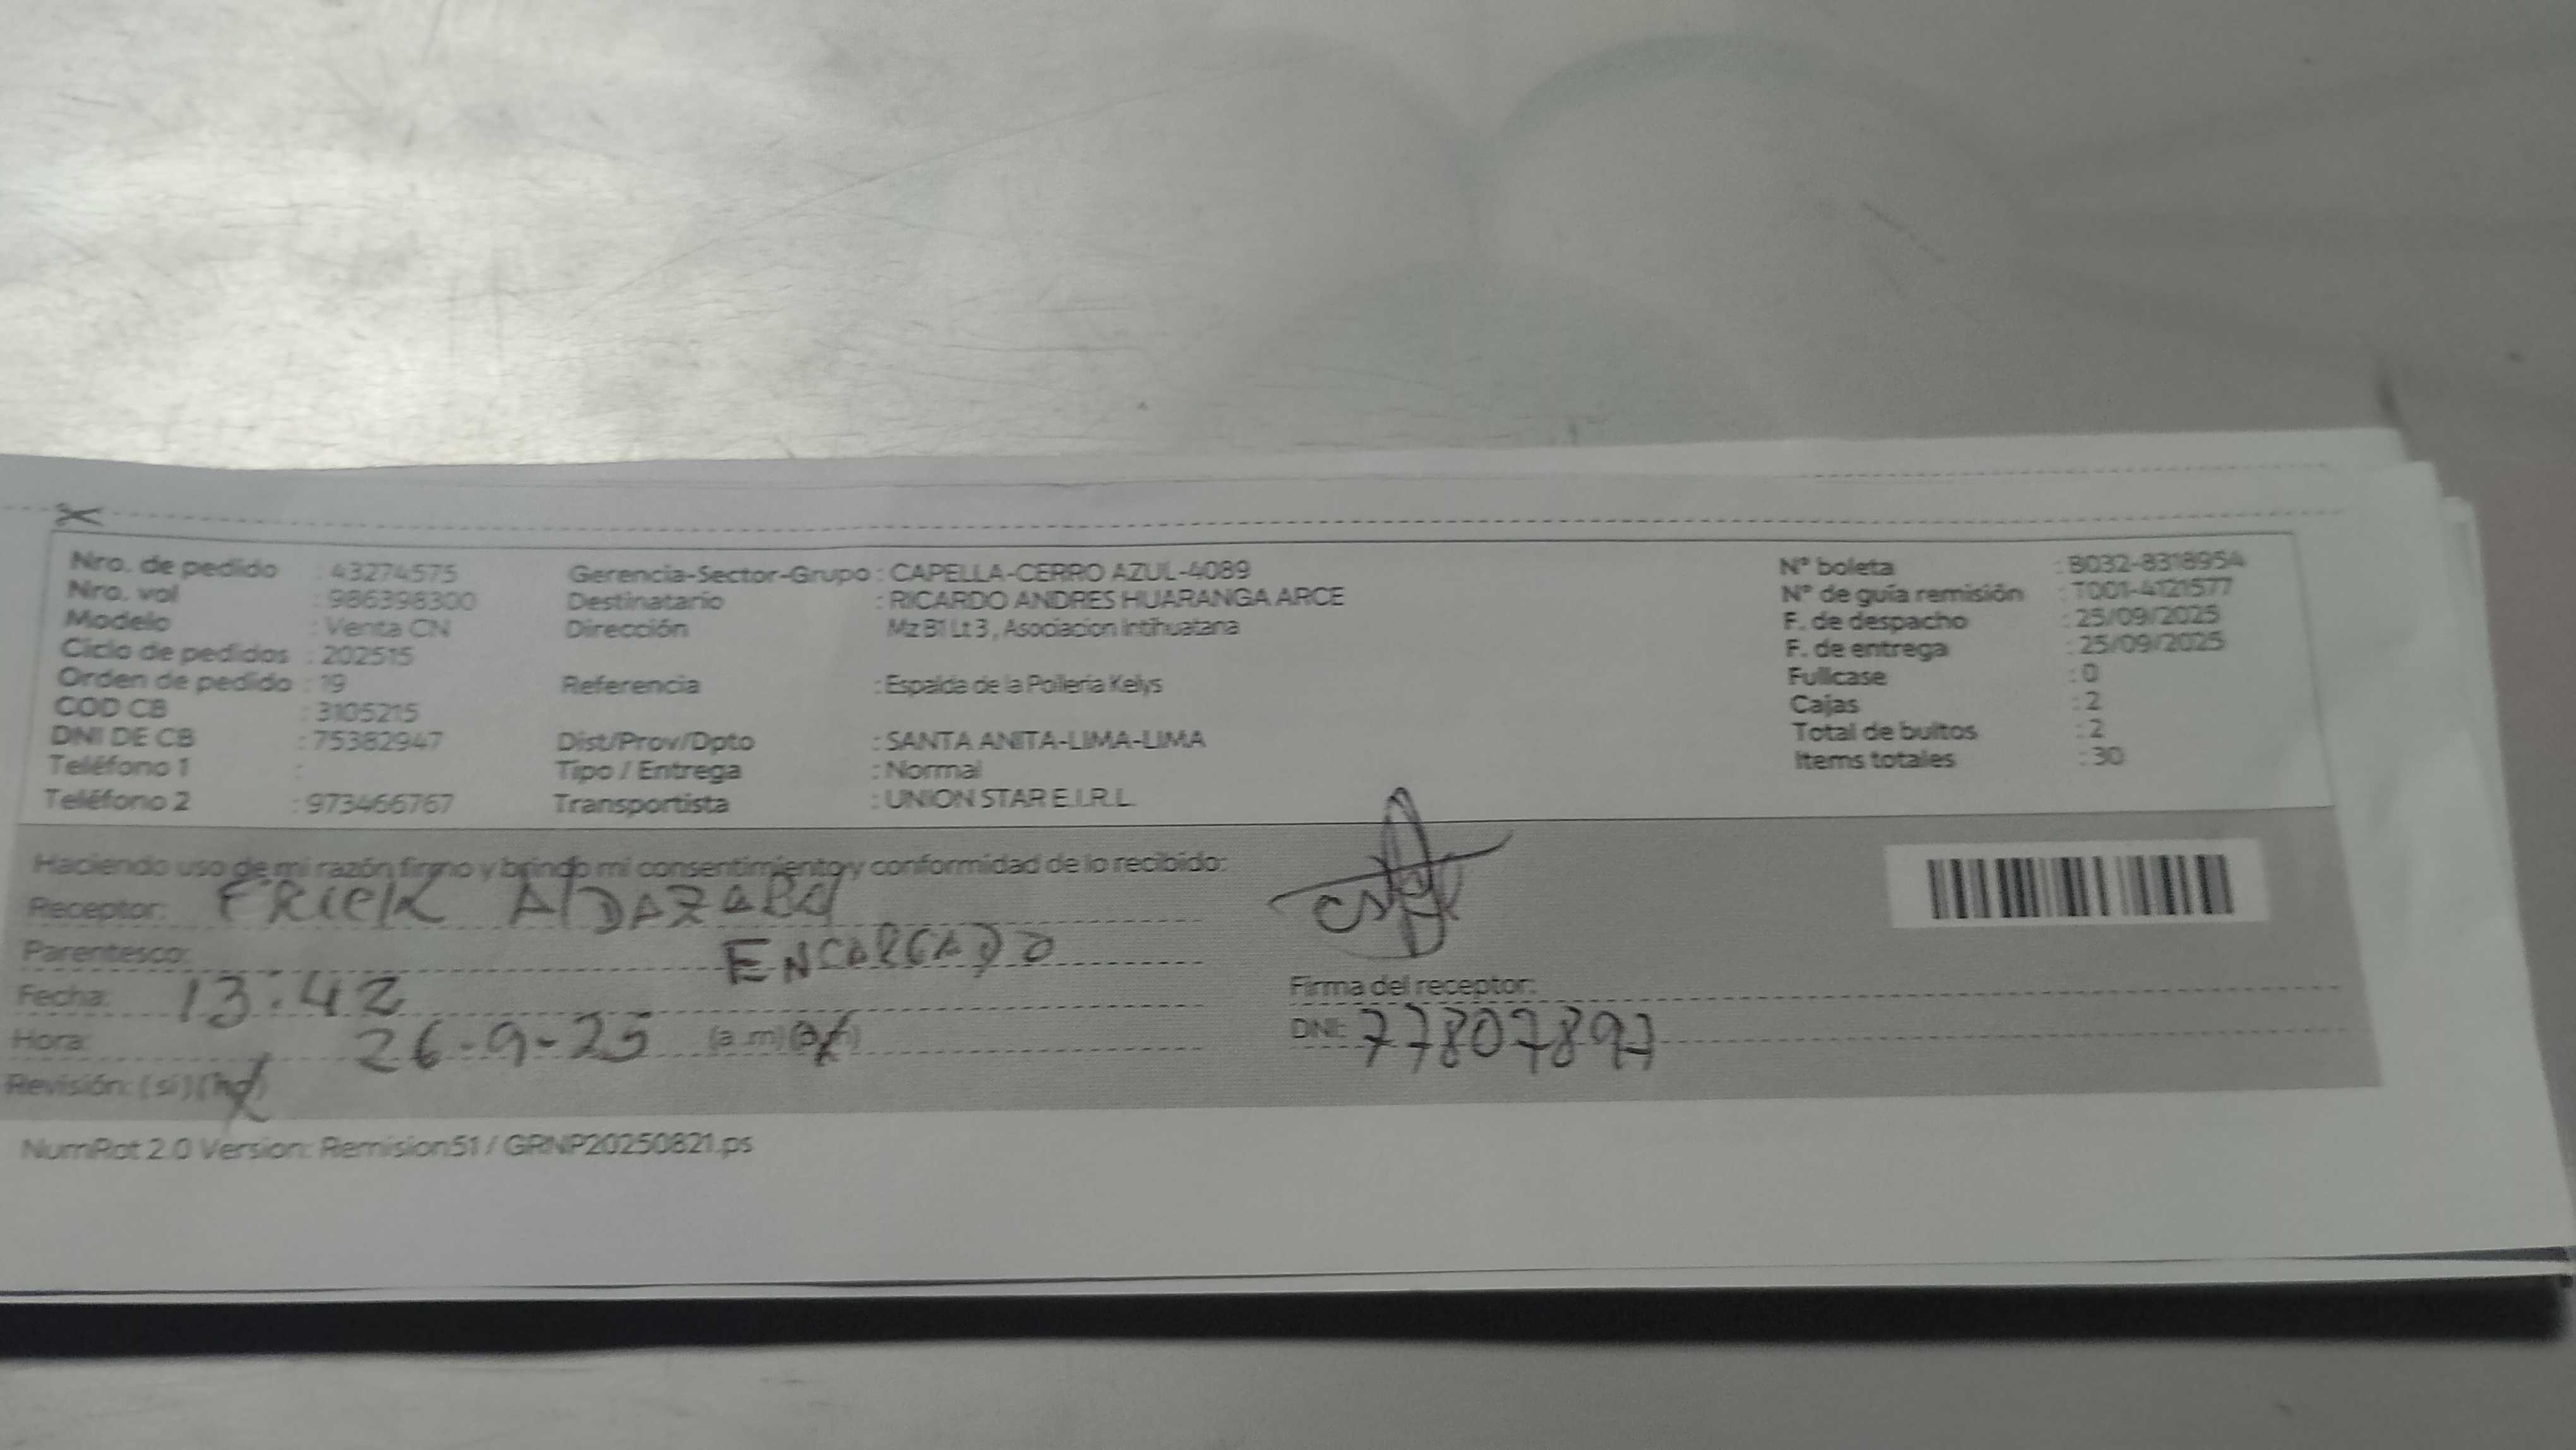 Nro. de pedido : 43274575
Nro. vol : 986398300
Modelo : Venta CN
Ciclo de pedidos : 202515
Orden de pedido : 19
COD CB : 3105215
DNI DE CB : 75382947
Teléfono 1 :
Teléfono 2 : 973466767
Gerencia-Sector-Grupo : CAPELLA-CERRO AZUL-4089
Destinatario : RICARDO ANDRES HUARANGA ARCE
Dirección Mz B1 Lt 3 , Asociacion Intihuatana
Referencia : Espalda de la Polleria Kelys
Dist/Prov/Dpto : SANTA ANITA-LIMA-LIMA
Tipo / Entrega : Normal
Transportista : UNION STAR E.I.R.L.
N° boleta : B032-8318954
N° de guía remisión : T001-4121577
F. de despacho : 25/09/2025
F. de entrega : 25/09/2025
Fullcase : 0
Cajas : 2
Total de bultos : 2
Items totales : 30
Haciendo uso de mi razón firmo y brindo mi consentimiento y conformidad de lo recibido:
Receptor: ERICK AlDAZABal
Parentesco: ENCARGADO
Fecha: 13:42
Hora: 26-9-25 (a.m)(p.m)
Revisión: (si) (no)
Firma del receptor:
DNI: 77807897
NumRot 2.0 Version: Remision51 / GRNP20250821.ps